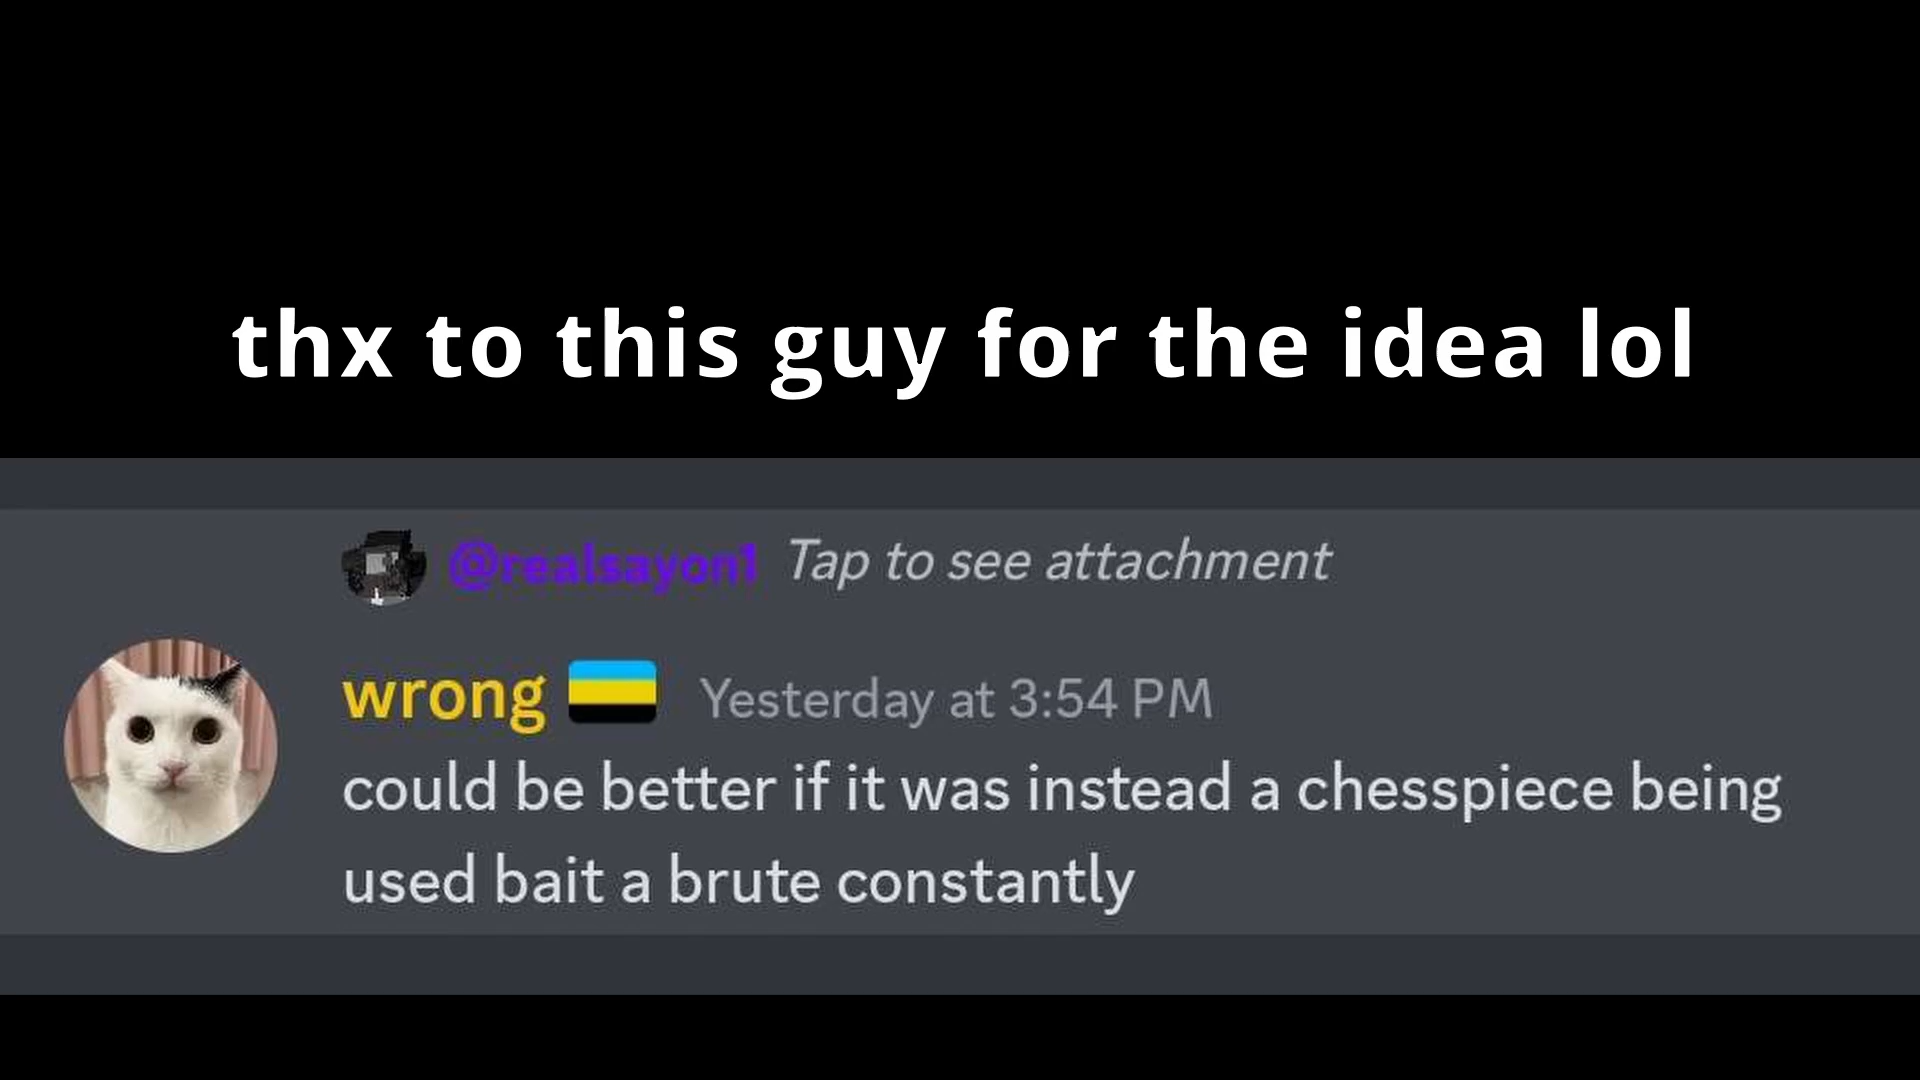 thx to this guy for the idea lol
@realsayon1 Tap to see attachment
wrong Yesterday at 3:54 PM
could be better if it was instead a chesspiece being
used bait a brute constantly